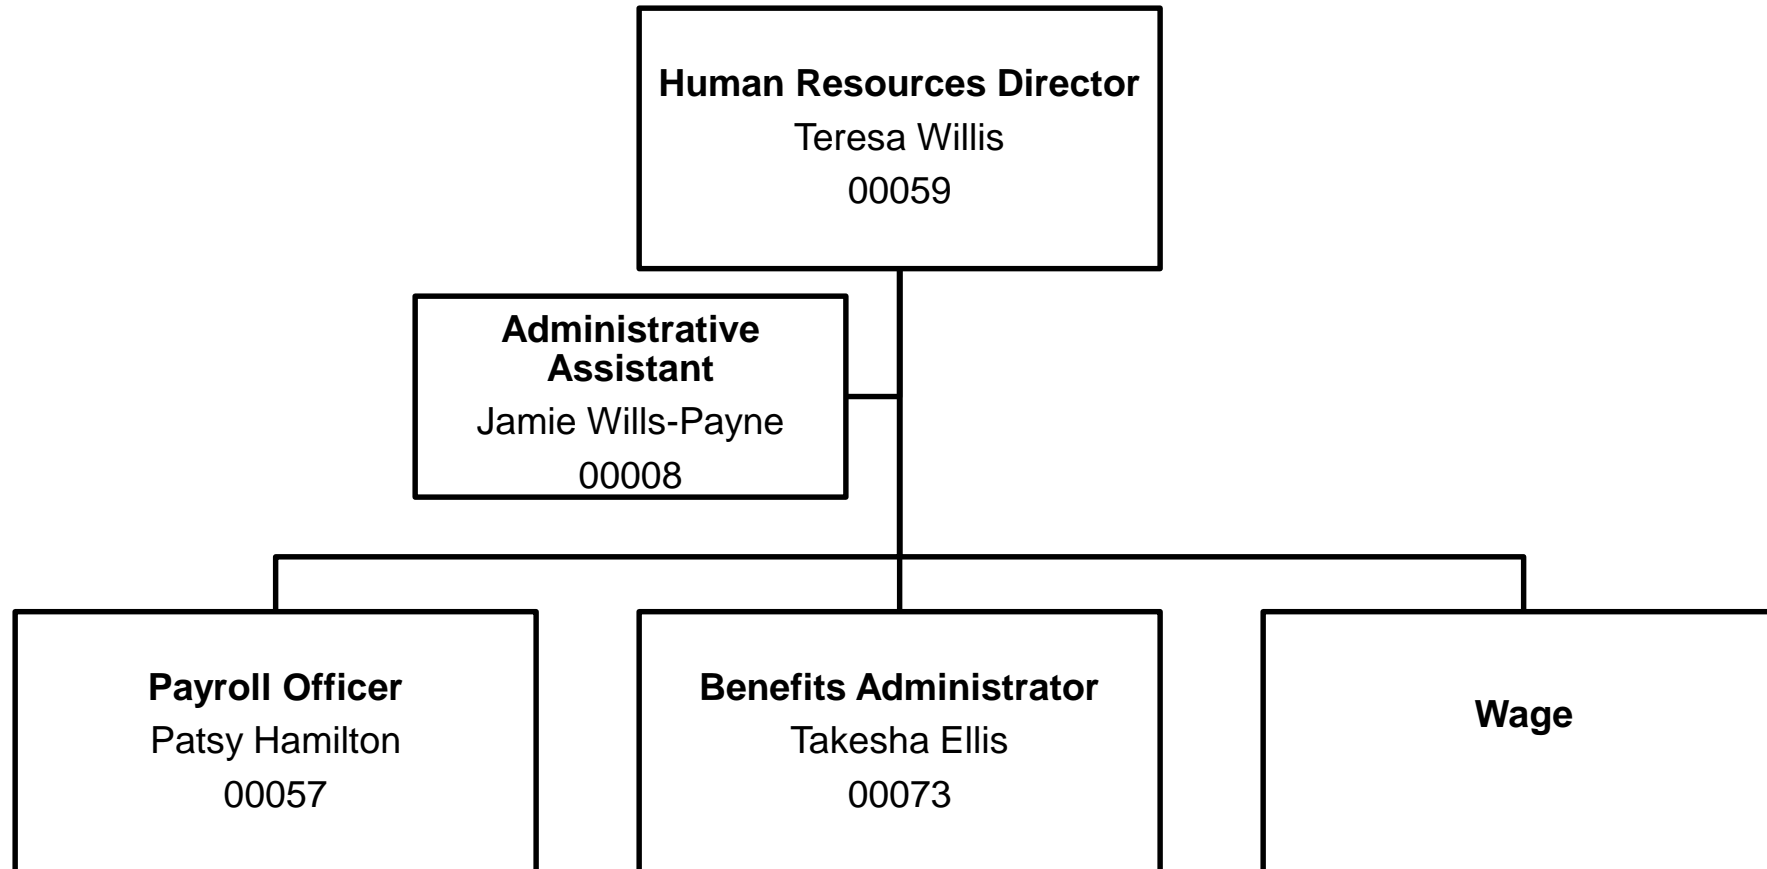 Human Resources Director
Teresa Willis
00059
Administrative
Assistant
Jamie Wills-Payne
00008
Payroll Officer
Patsy Hamilton
00057
Benefits Administrator
Takesha Ellis
00073
Wage